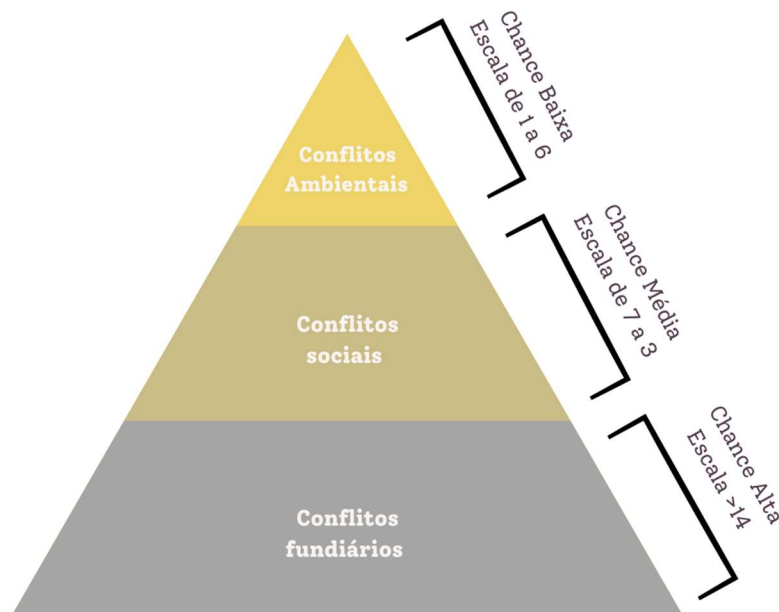 Conflitos
Ambientais
Chance Baixa
Escala de 1 a 6
Conflitos
sociais
Chance Média
Escala de 7 a 3
Conflitos
fundiários
Chance Alta
Escala >14